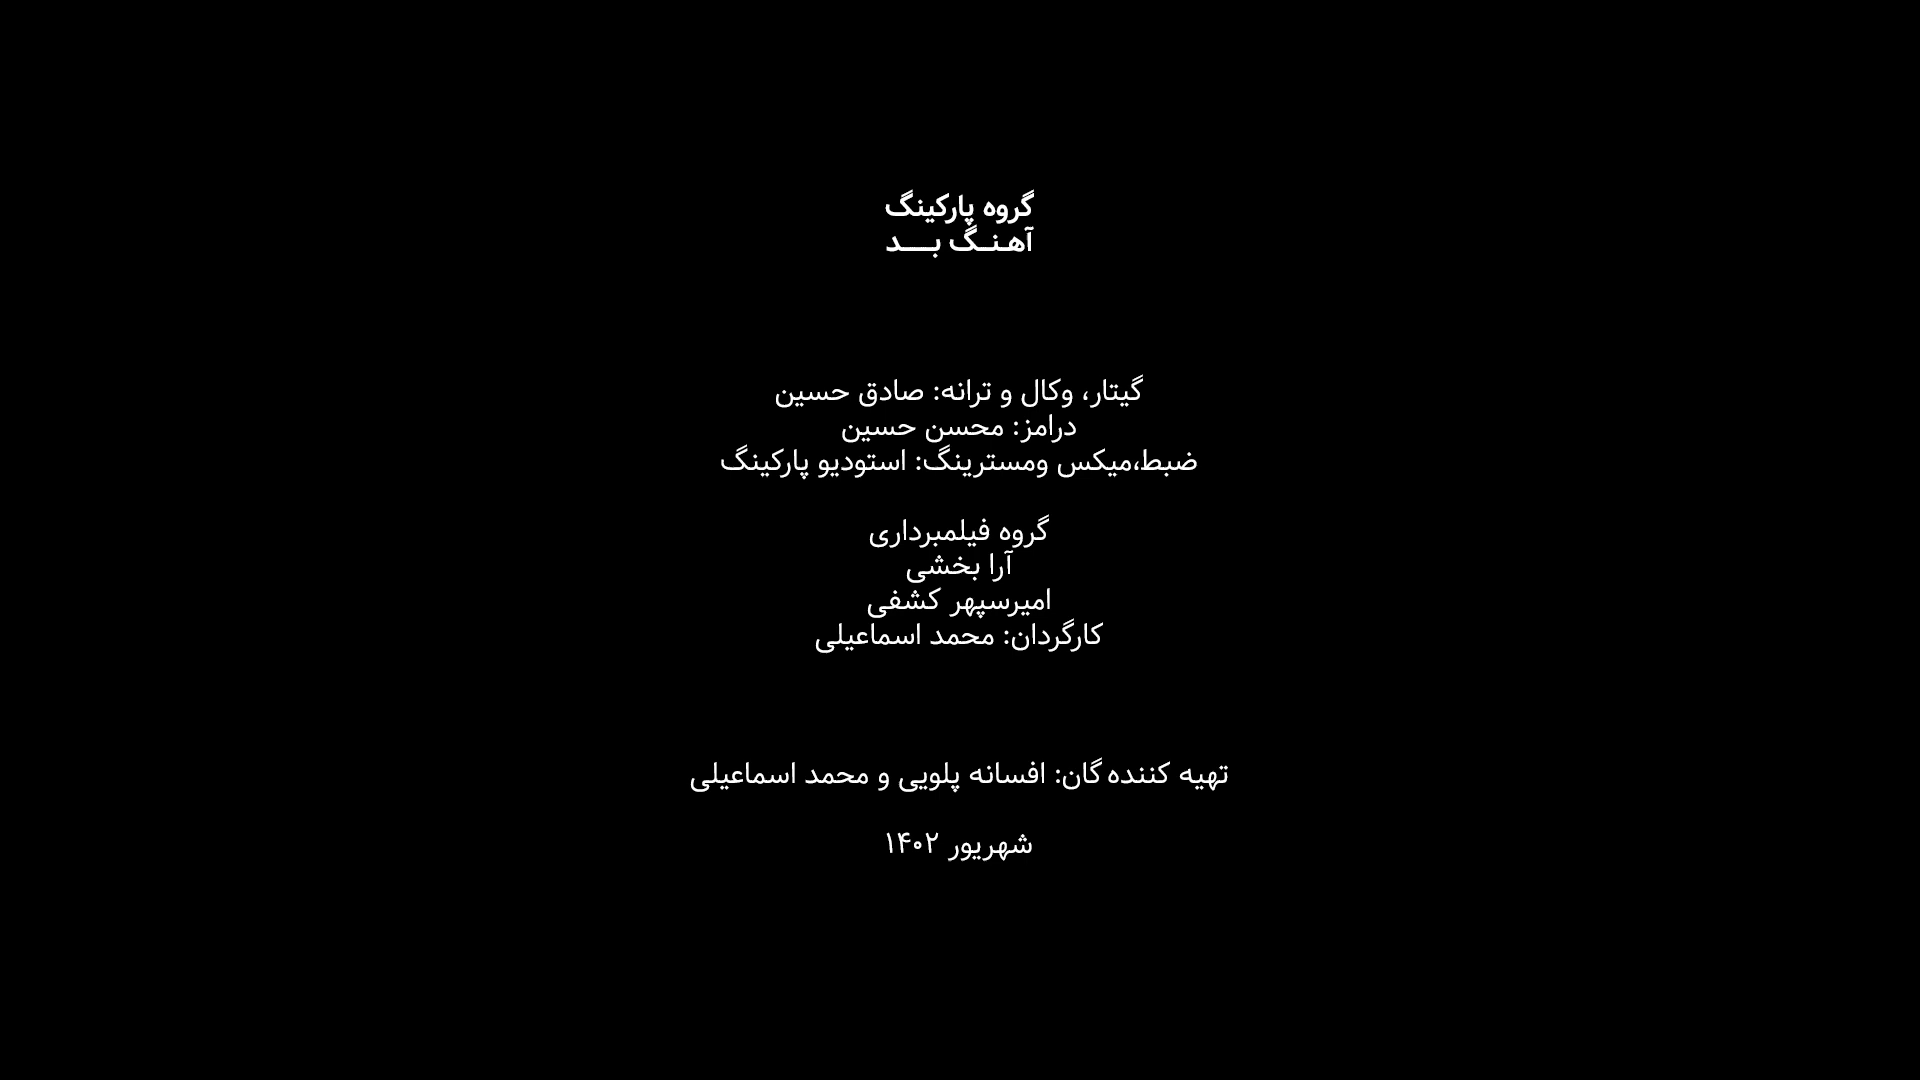 گروه پارکینگ
آهـنـگ بـــد
گیتار، وکال و ترانه: صادق حسین
درامز: محسن حسین
ضبط،میکس ومسترینگ: استودیو پارکینگ
گروه فیلمبرداری
آرا بخشی
امیرسپهر کشفی
کارگردان: محمد اسماعیلی
تهیه کننده گان: افسانه پلویی و محمد اسماعیلی
شهریور ۱۴۰۲